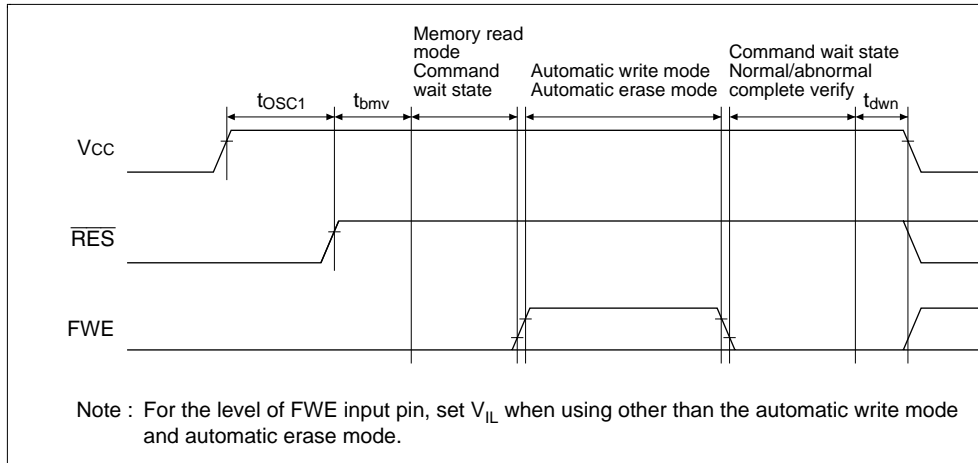 Memory read
mode
Command
wait state
Automatic write mode
Automatic erase mode
Command wait state
Normal/abnormal
complete verify
tOSC1
tbmv
tdwn
VCC
RES
FWE
Note : For the level of FWE input pin, set VIL when using other than the automatic write mode
and automatic erase mode.